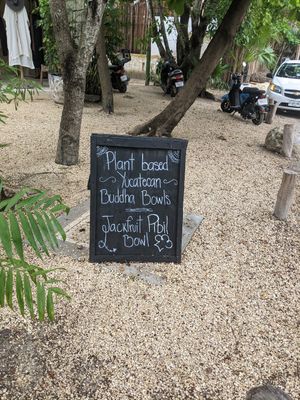 Plant based
Yucatecan
Buddha Bowls
Jackfruit Pibil
Bowl